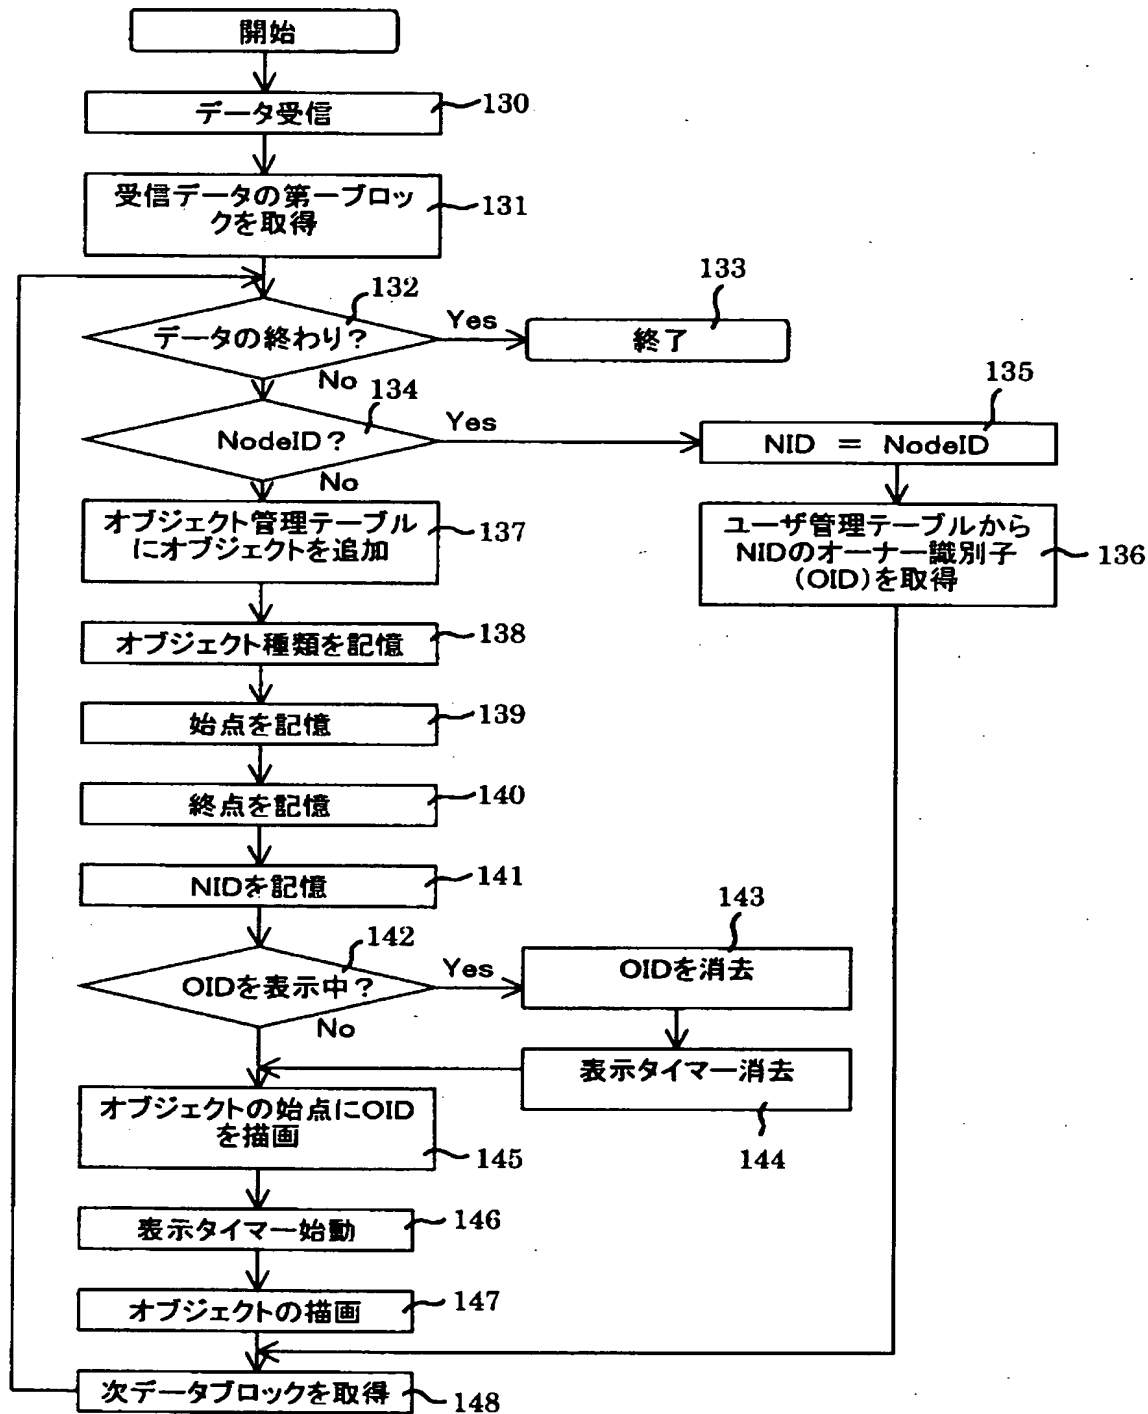 開始
データ受信
130
受信データの第一ブロッ
クを取得
131
132
データの終わり？
Yes
133
終了
No
134
NodeID？
Yes
135
NID ＝ NodeID
No
ユーザ管理テーブルから
NIDのオーナー識別子
（OID）を取得
136
オブジェクト管理テーブル
にオブジェクトを追加
137
オブジェクト種類を記憶
138
始点を記憶
139
終点を記憶
140
NIDを記憶
141
142
OIDを表示中？
Yes
143
OIDを消去
No
表示タイマー消去
144
オブジェクトの始点にOID
を描画
145
表示タイマー始動
146
オブジェクトの描画
147
次データブロックを取得
148